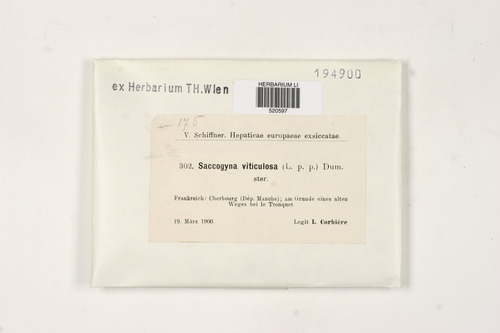 194900
ex Herbarium TH.Wien
HERBARIUM LI
520597
175
V. Schiffner. Hepaticae europaeae exsiccatae.
302. Saccogyna viticulosa (L. p. p.) Dum.
ster.
Frankreich: Cherbourg (Dép. Manche); am Grunde eines alten
Weges bei le Tronquet
19. März 1900.
Legit L. Corbière